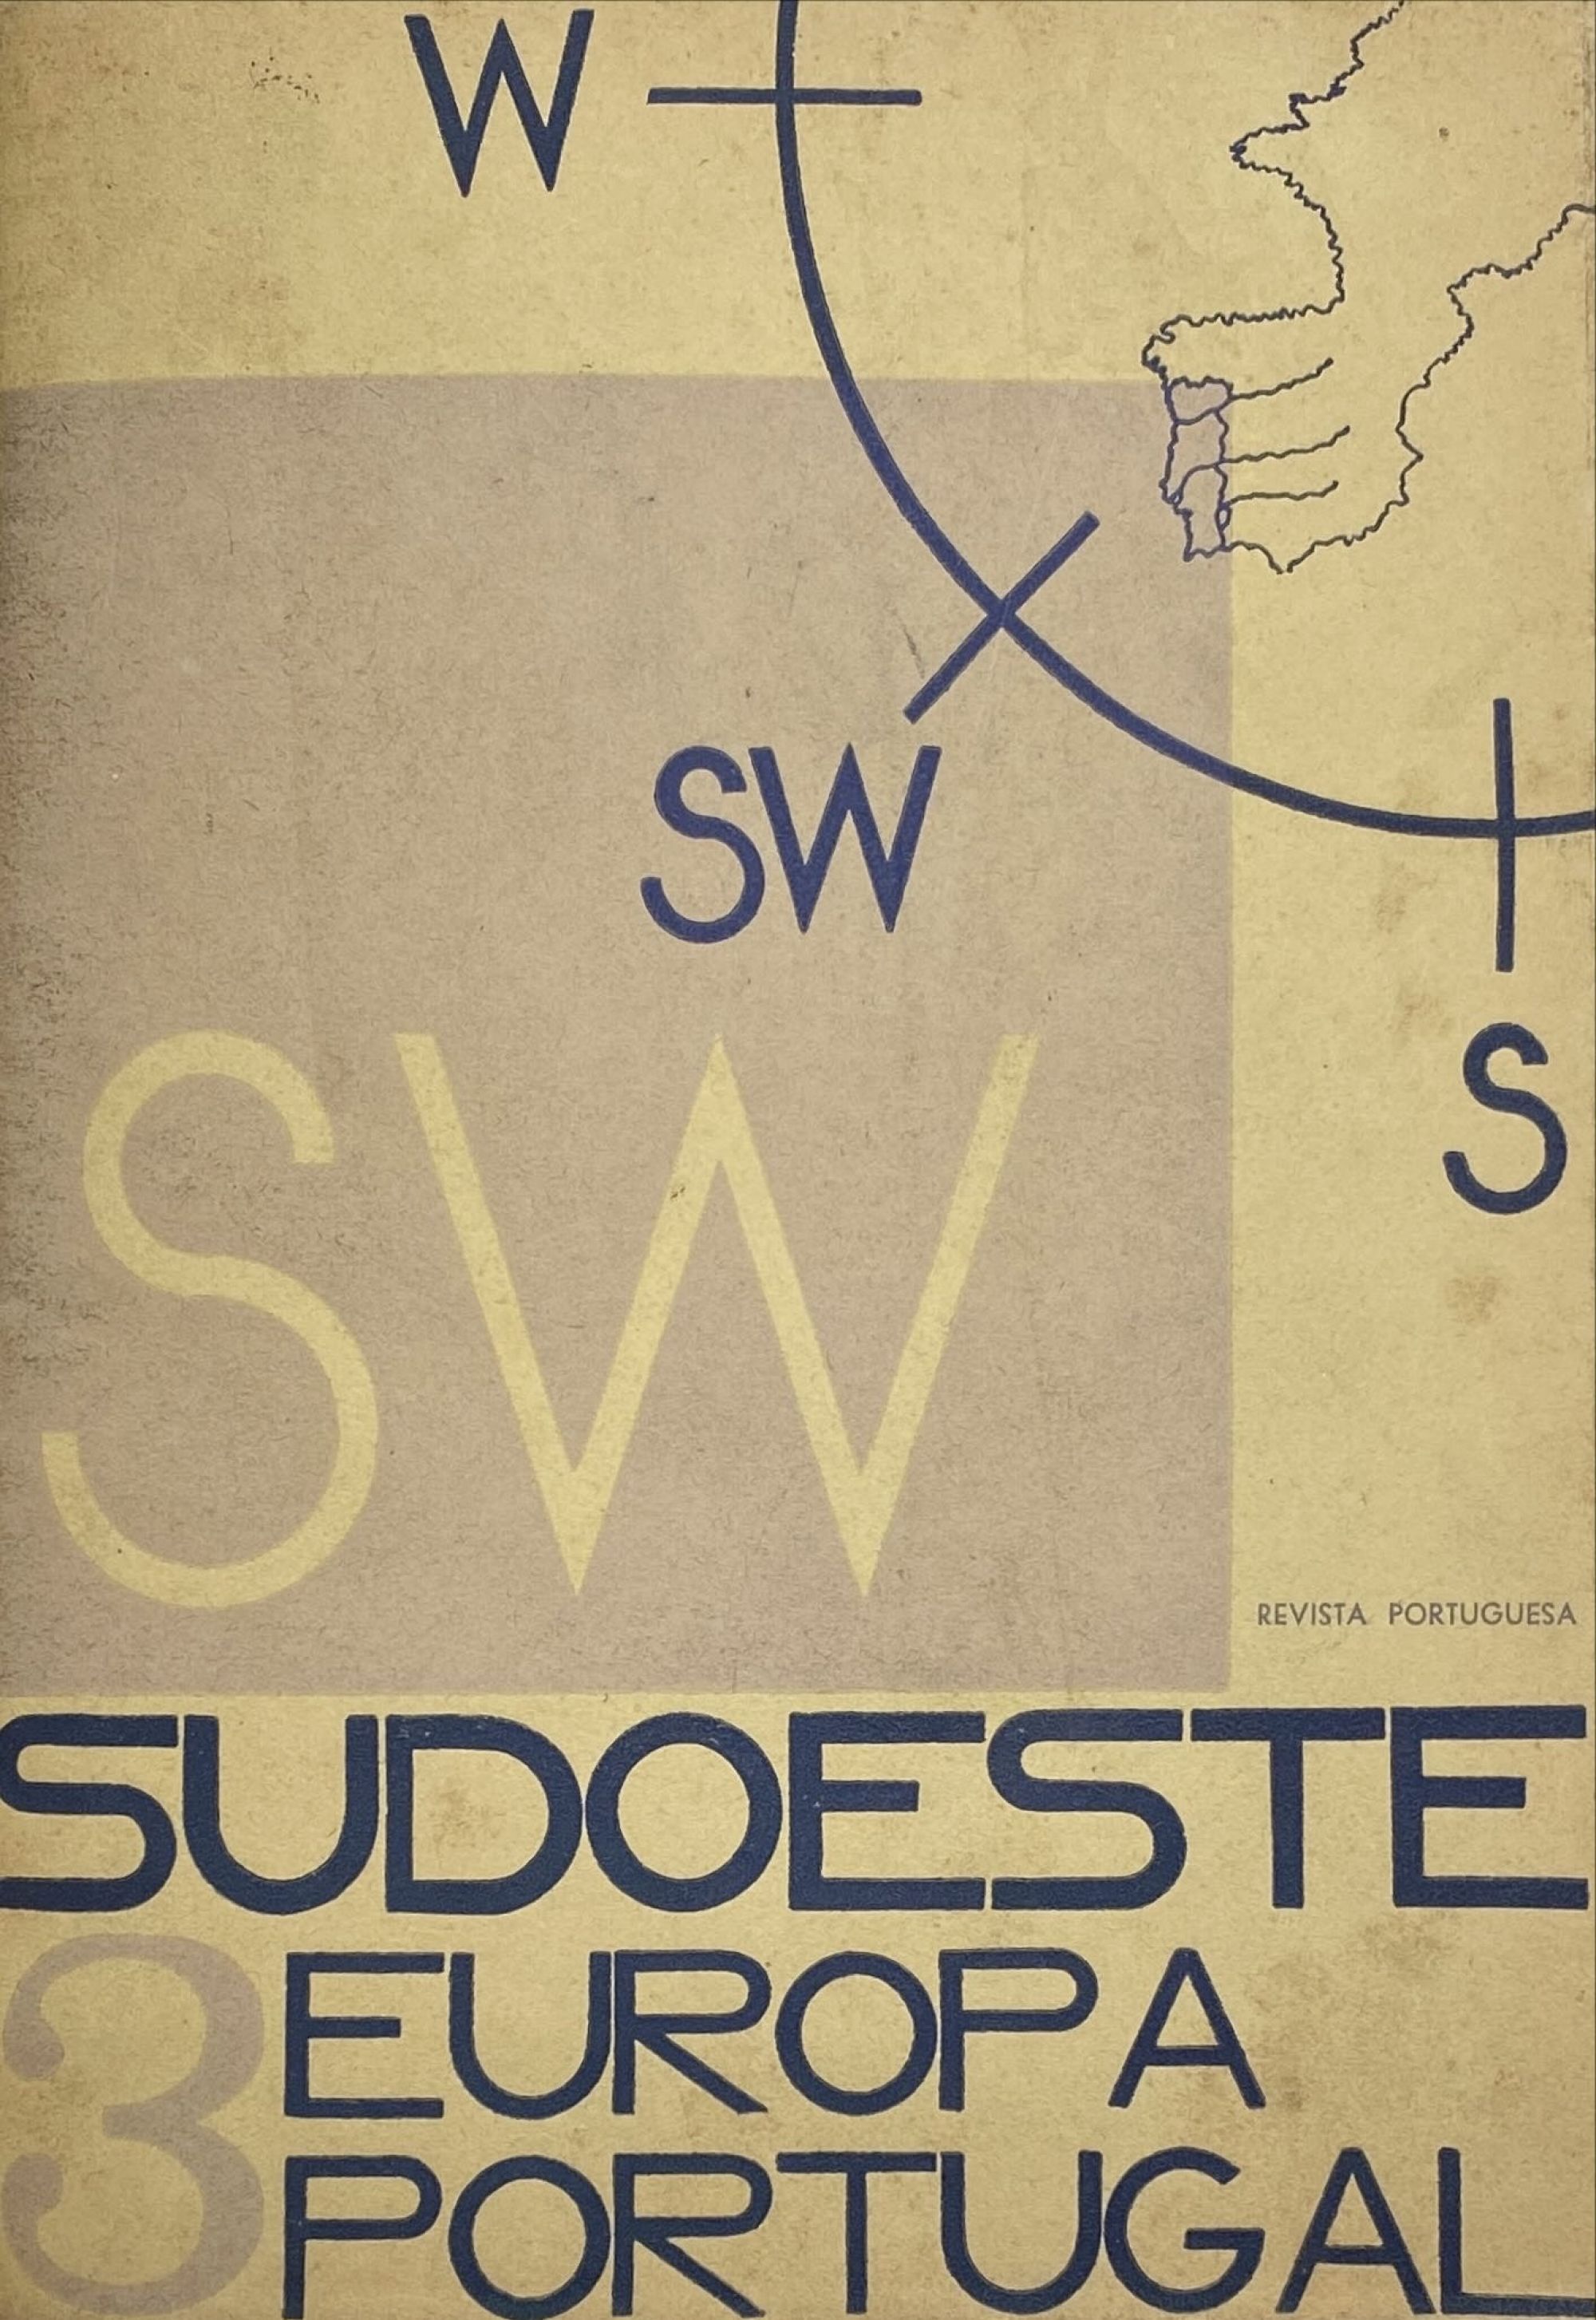 W
SW
S
SW
REVISTA PORTUGUESA
SUDOESTE
3
EUROPA
PORTUGAL